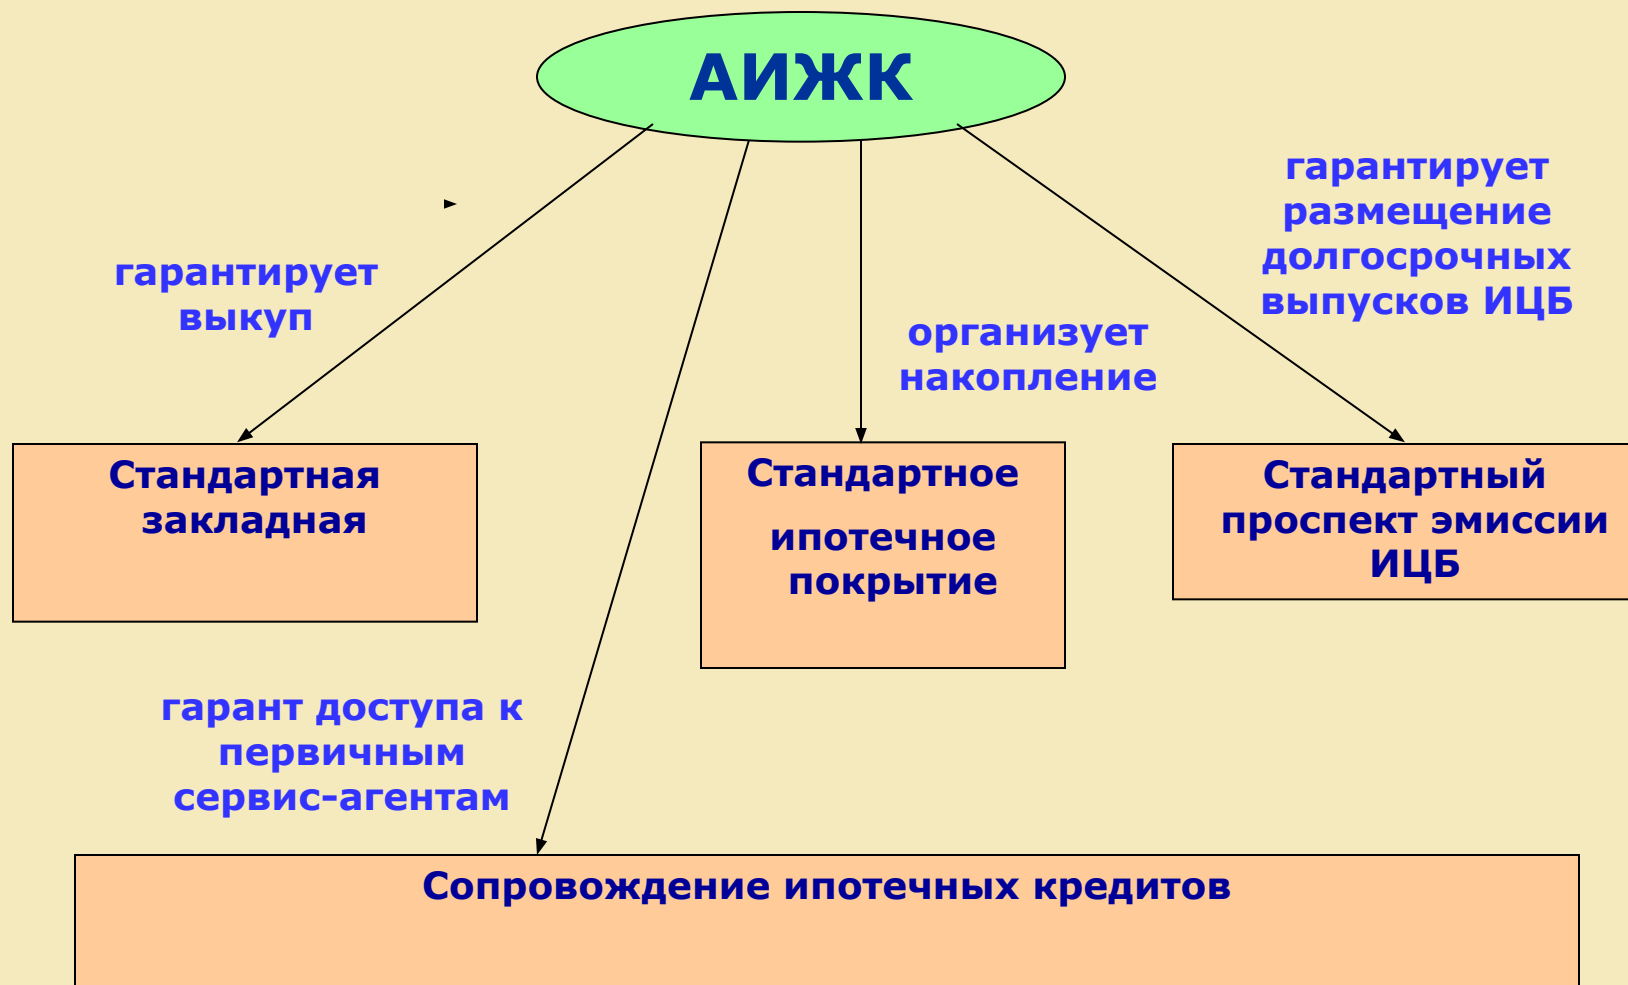 АИЖК
гарантирует
размещение
долгосрочных
выпусков ИЦБ
гарантирует
выкуп
организует
накопление
Стандартная
закладная
Стандартное
ипотечное
покрытие
Стандартный
проспект эмиссии
ИЦБ
гарант доступа к
первичным
сервис-агентам
Сопровождение ипотечных кредитов